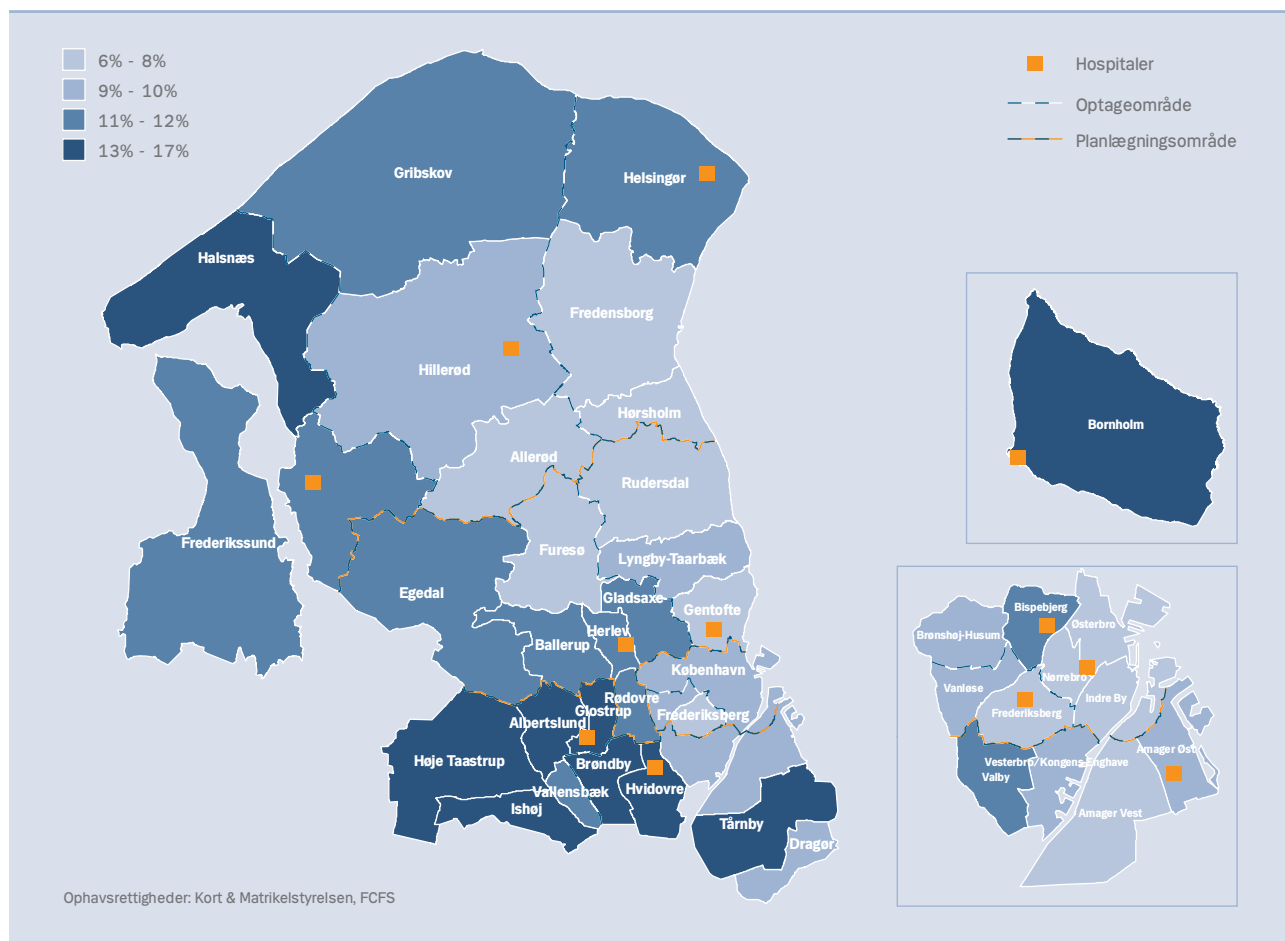 6% - 8%
9% - 10%
11% - 12%
13% - 17%
Hospitaler
Optageområde
Planlægningsområde
Gribskov
Helsingør
Halsnæs
Fredensborg
Hillerød
Hørsholm
Allerød
Rudersdal
Frederikssund
Furesø
Lyngby-Taarbæk
Egedal
Gladsaxe
Gentofte
Herlev
Ballerup
København
Rødovre
Glostrup
Frederiksberg
Albertslund
Høje Taastrup
Brøndby
Vallensbæk
Hvidovre
Ishøj
Tårnby
Dragør
Bornholm
Bispebjerg
Østerbro
Brønshøj-Husum
Nørrebro
Vanløse
Indre By
Frederiksberg
Amager Øst
Vesterbro/Kongens Enghave
Valby
Amager Vest
Ophavsrettigheder: Kort & Matrikelstyrelsen, FCFS